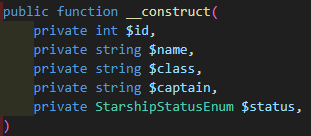 public function __construct(
    private int $id,
    private string $name,
    private string $class,
    private string $captain,
    private StarshipStatusEnum $status,
)